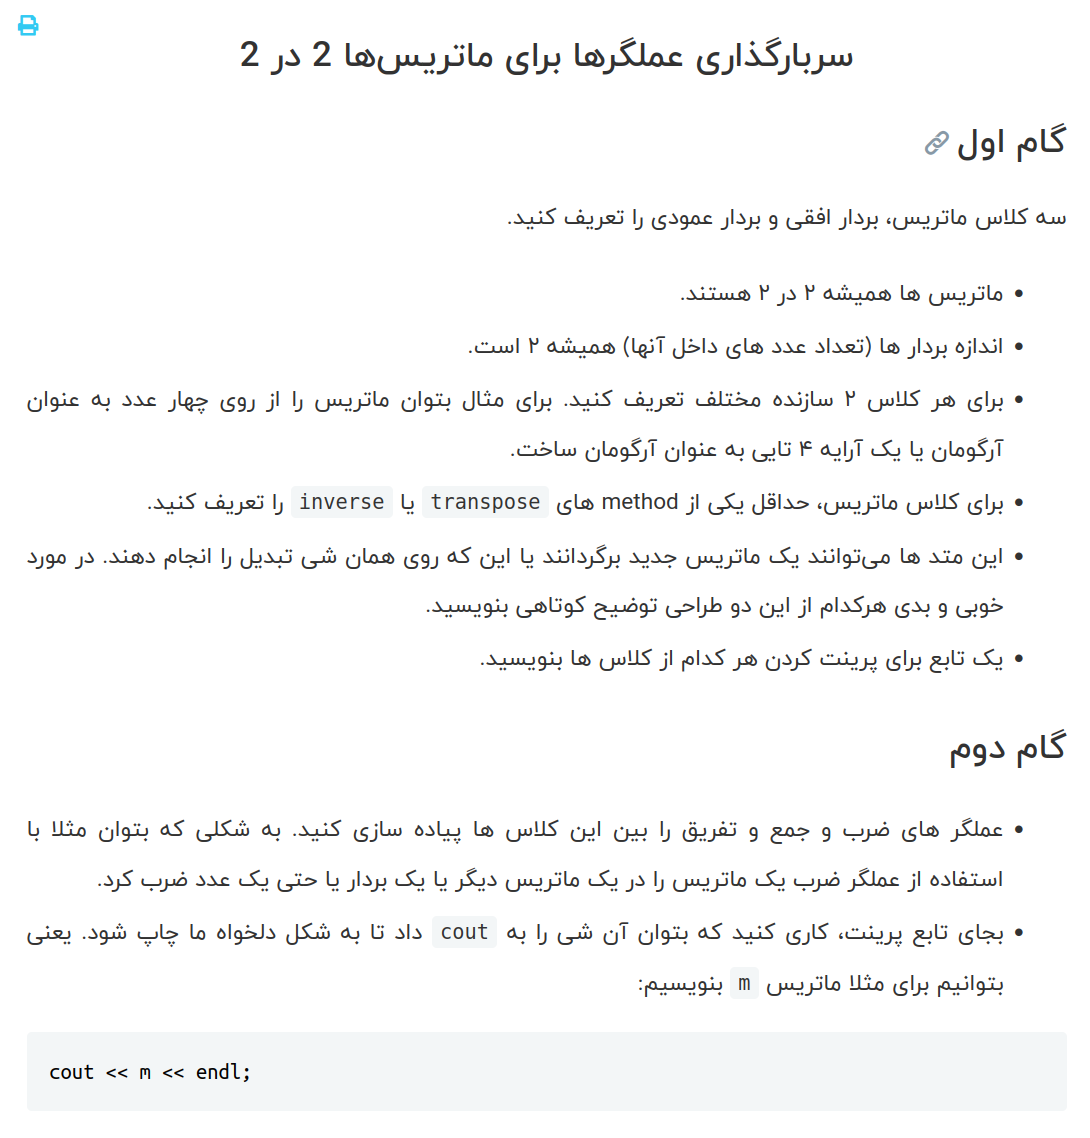 سربارگذاری عملگرها برای ماتریس‌ها 2 در 2
گام اول
سه کلاس ماتریس، بردار افقی و بردار عمودی را تعریف کنید.
• ماتریس ها همیشه ۲ در ۲ هستند.
• اندازه بردار ها (تعداد عدد های داخل آنها) همیشه ۲ است.
• برای هر کلاس ۲ سازنده مختلف تعریف کنید. برای مثال بتوان ماتریس را از روی چهار عدد به عنوان
آرگومان یا یک آرایه ۴ تایی به عنوان آرگومان ساخت.
• برای کلاس ماتریس، حداقل یکی از method های transpose یا inverse را تعریف کنید.
• این متد ها می‌توانند یک ماتریس جدید برگردانند یا این که روی همان شی تبدیل را انجام دهند. در مورد
خوبی و بدی هرکدام از این دو طراحی توضیح کوتاهی بنویسید.
• یک تابع برای پرینت کردن هر کدام از کلاس ها بنویسید.
گام دوم
• عملگر های ضرب و جمع و تفریق را بین این کلاس ها پیاده سازی کنید. به شکلی که بتوان مثلا با
استفاده از عملگر ضرب یک ماتریس را در یک ماتریس دیگر یا یک بردار یا حتی یک عدد ضرب کرد.
• بجای تابع پرینت، کاری کنید که بتوان آن شی را به cout داد تا به شکل دلخواه ما چاپ شود. یعنی
بتوانیم برای مثلا ماتریس m بنویسیم:
cout << m << endl;